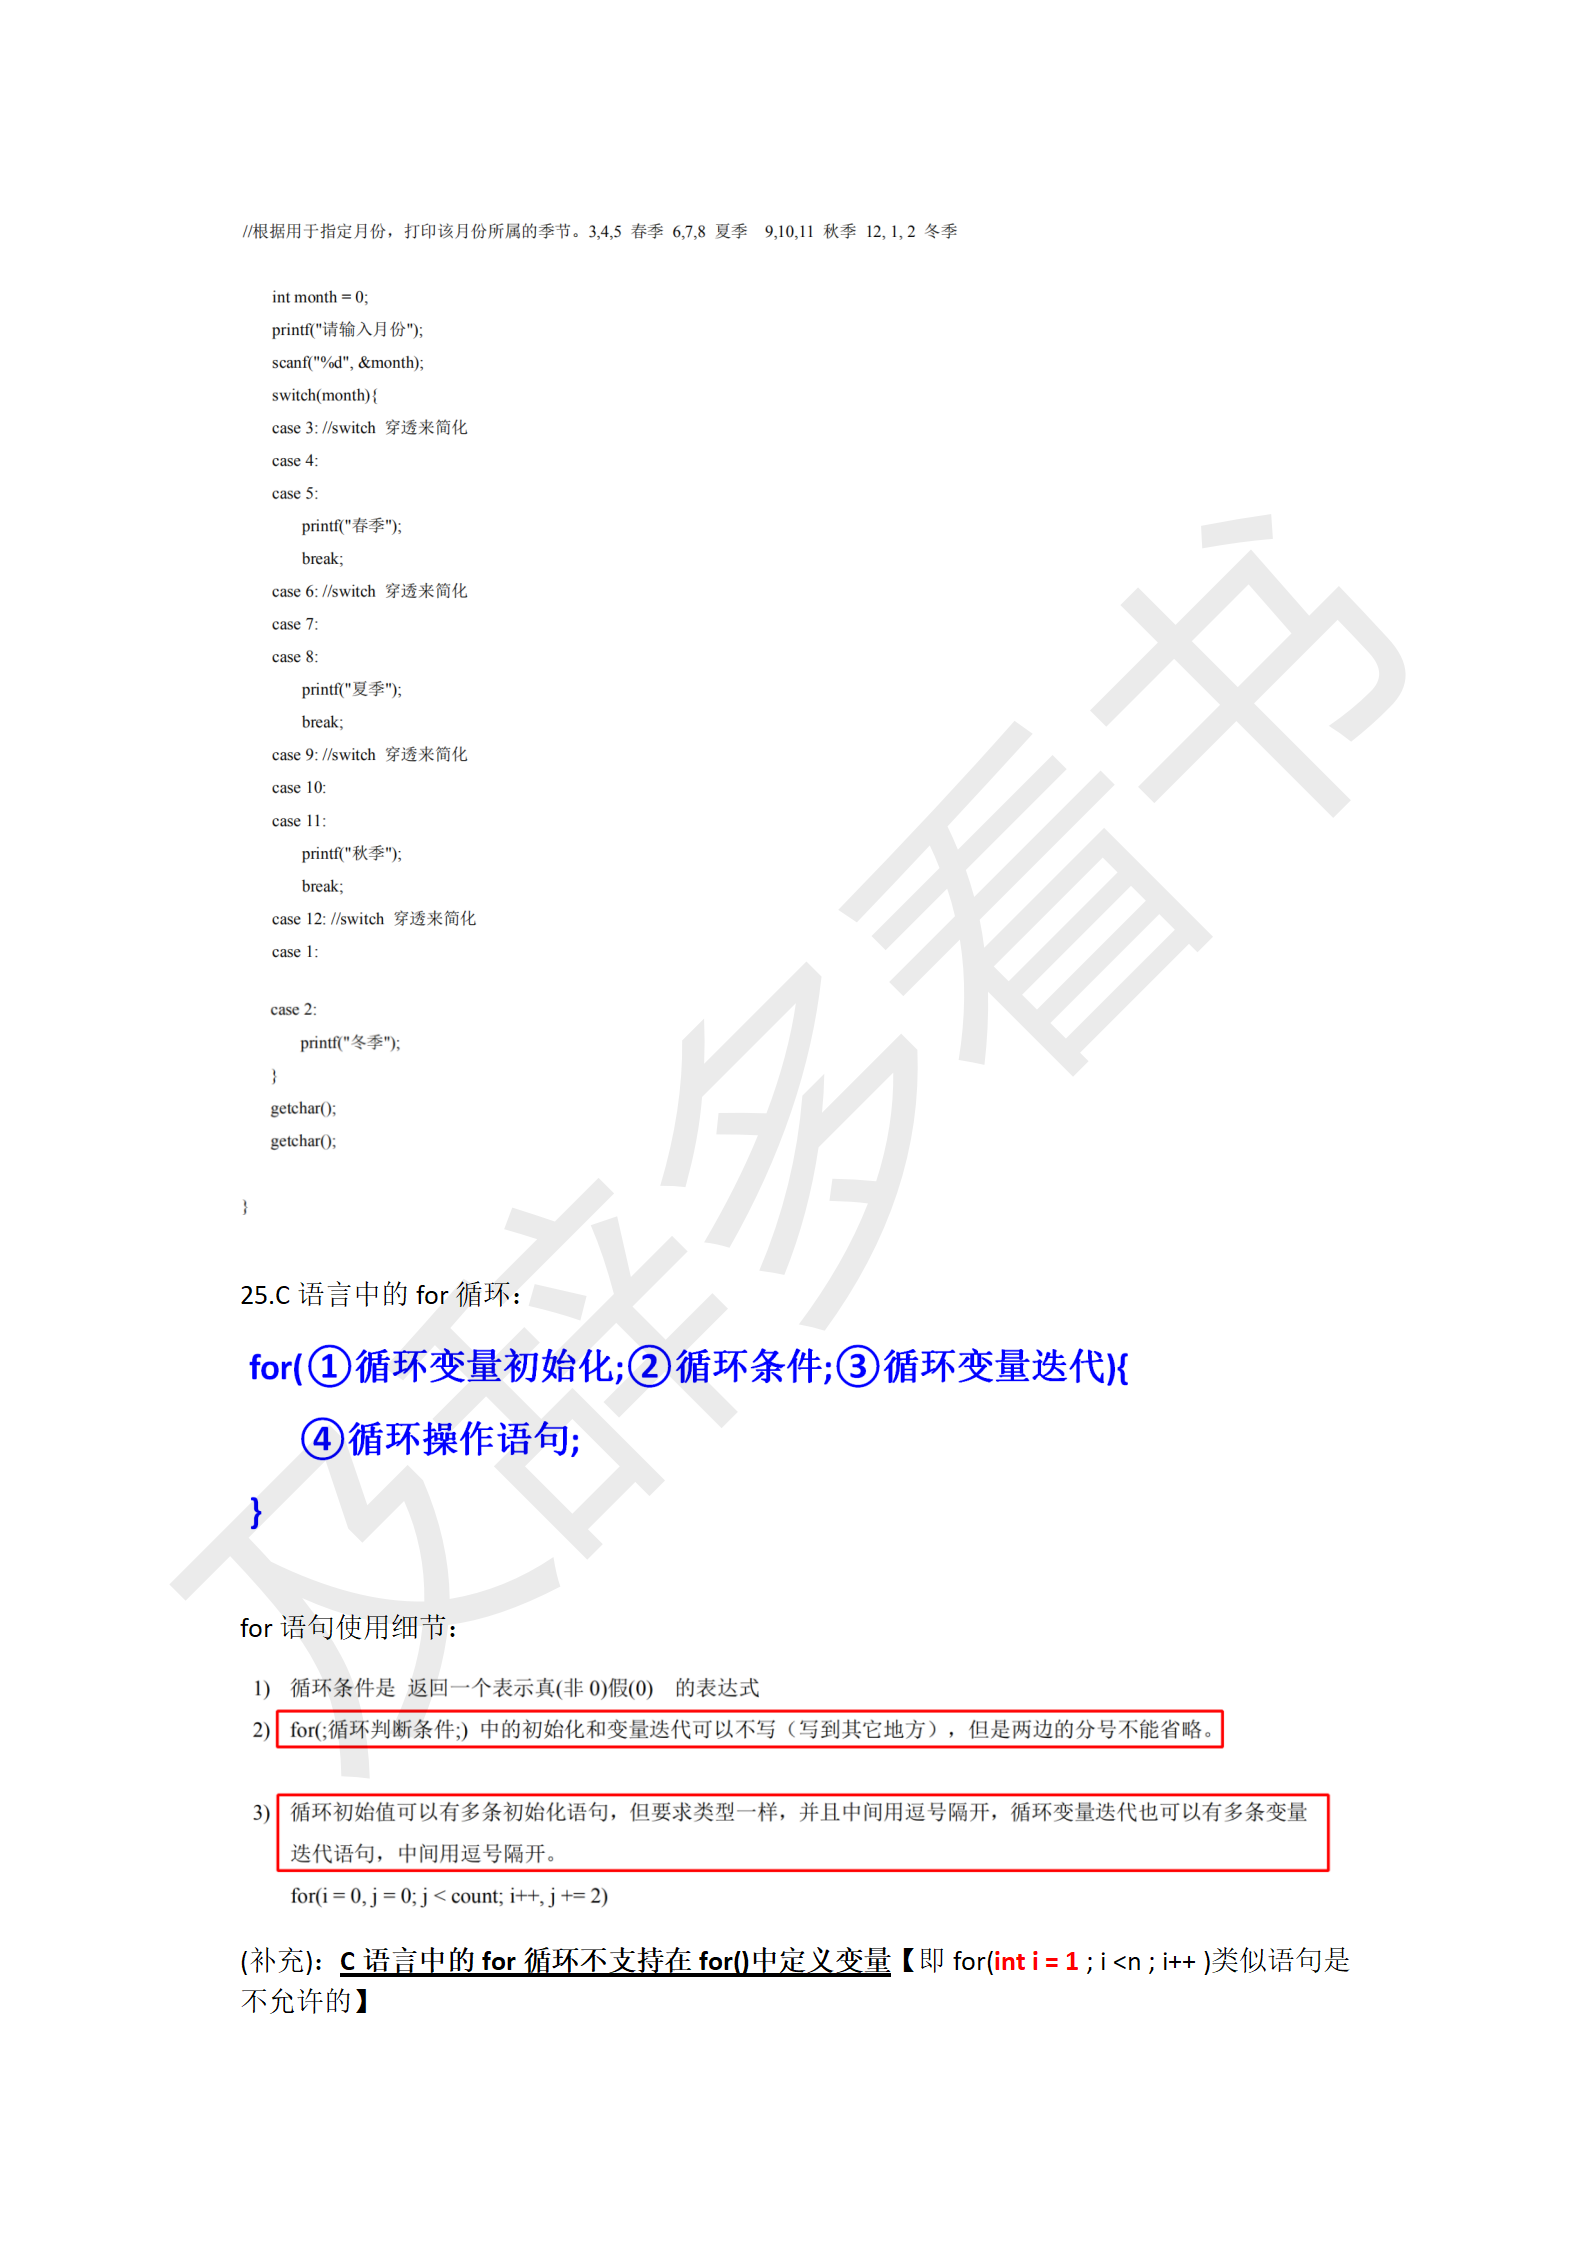 //根据用于指定月份，打印该月份所属的季节。3,4,5 春季 6,7,8 夏季 9,10,11 秋季 12, 1, 2 冬季
int month = 0;
printf("请输入月份");
scanf("%d", &month);
switch(month){
case 3: //switch 穿透来简化
case 4:
case 5:
printf("春季");
break;
case 6: //switch 穿透来简化
case 7:
case 8:
printf("夏季");
break;
case 9: //switch 穿透来简化
case 10:
case 11:
printf("秋季");
break;
case 12: //switch 穿透来简化
case 1:
case 2:
printf("冬季");
}
getchar();
getchar();
}
25.C 语言中的 for 循环：
for(①循环变量初始化;②循环条件;③循环变量迭代){
④循环操作语句;
}
for 语句使用细节：
1) 循环条件是 返回一个表示真(非 0)假(0) 的表达式
2) for(;循环判断条件;) 中的初始化和变量迭代可以不写（写到其它地方），但是两边的分号不能省略。
3) 循环初始值可以有多条初始化语句，但要求类型一样，并且中间用逗号隔开，循环变量迭代也可以有多条变量
迭代语句，中间用逗号隔开。
for(i = 0, j = 0; j < count; i++, j += 2)
(补充)：C 语言中的 for 循环不支持在 for()中定义变量【即 for(int i = 1 ; i <n ; i++ )类似语句是
不允许的】
及辞多看书